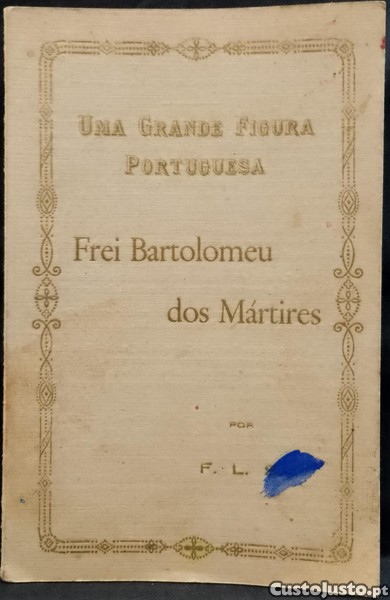 UMA GRANDE FIGURA
PORTUGUESA
Frei Bartolomeu
dos Mártires
POR
F. L.
CustoJusto.pt